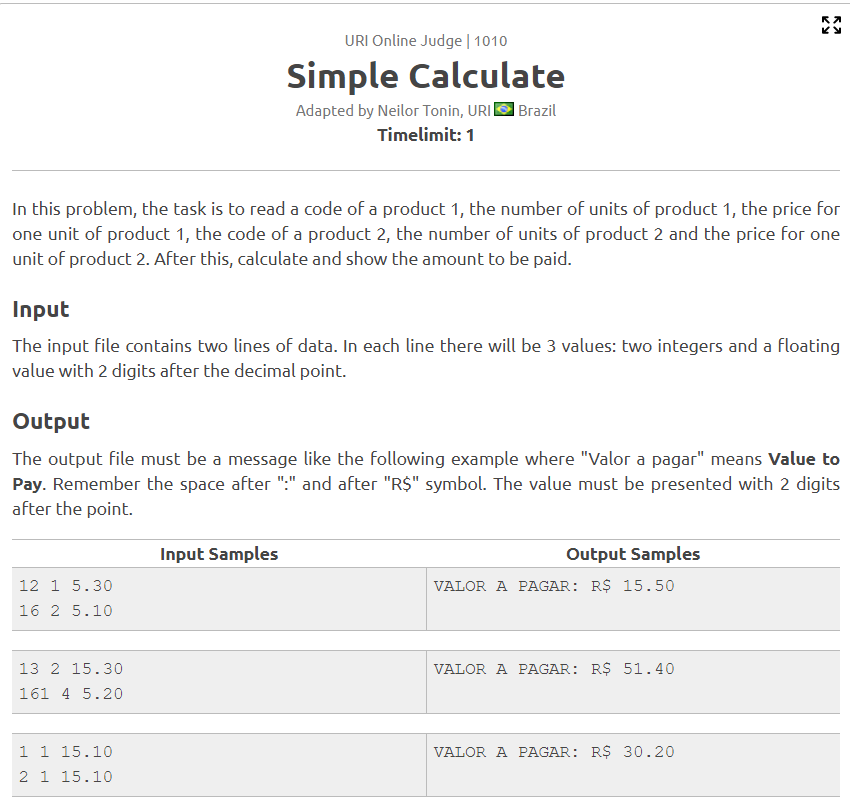 URI Online Judge | 1010
Simple Calculate
Adapted by Neilor Tonin, URI Brazil
Timelimit: 1
In this problem, the task is to read a code of a product 1, the number of units of product 1, the price for
one unit of product 1, the code of a product 2, the number of units of product 2 and the price for one
unit of product 2. After this, calculate and show the amount to be paid.
Input
The input file contains two lines of data. In each line there will be 3 values: two integers and a floating
value with 2 digits after the decimal point.
Output
The output file must be a message like the following example where "Valor a pagar" means Value to
Pay. Remember the space after ":" and after "R$" symbol. The value must be presented with 2 digits
after the point.
Input Samples Output Samples
12 1 5.30 VALOR A PAGAR: R$ 15.50
16 2 5.10
13 2 15.30 VALOR A PAGAR: R$ 51.40
161 4 5.20
1 1 15.10 VALOR A PAGAR: R$ 30.20
2 1 15.10